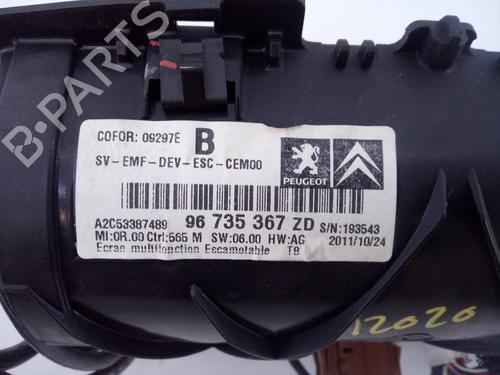 B-PARTS
COFOR: 09297E B
SV-EMF-DEV-ESC-CEM00
PEUGEOT
A2C53387489 96 735 367 ZD S/N:193543
MI:0R.00 Ctrl:565 M SW:06.00 HW:AG 2011/10/24
Ecran multifonction Escamotable T8
12020